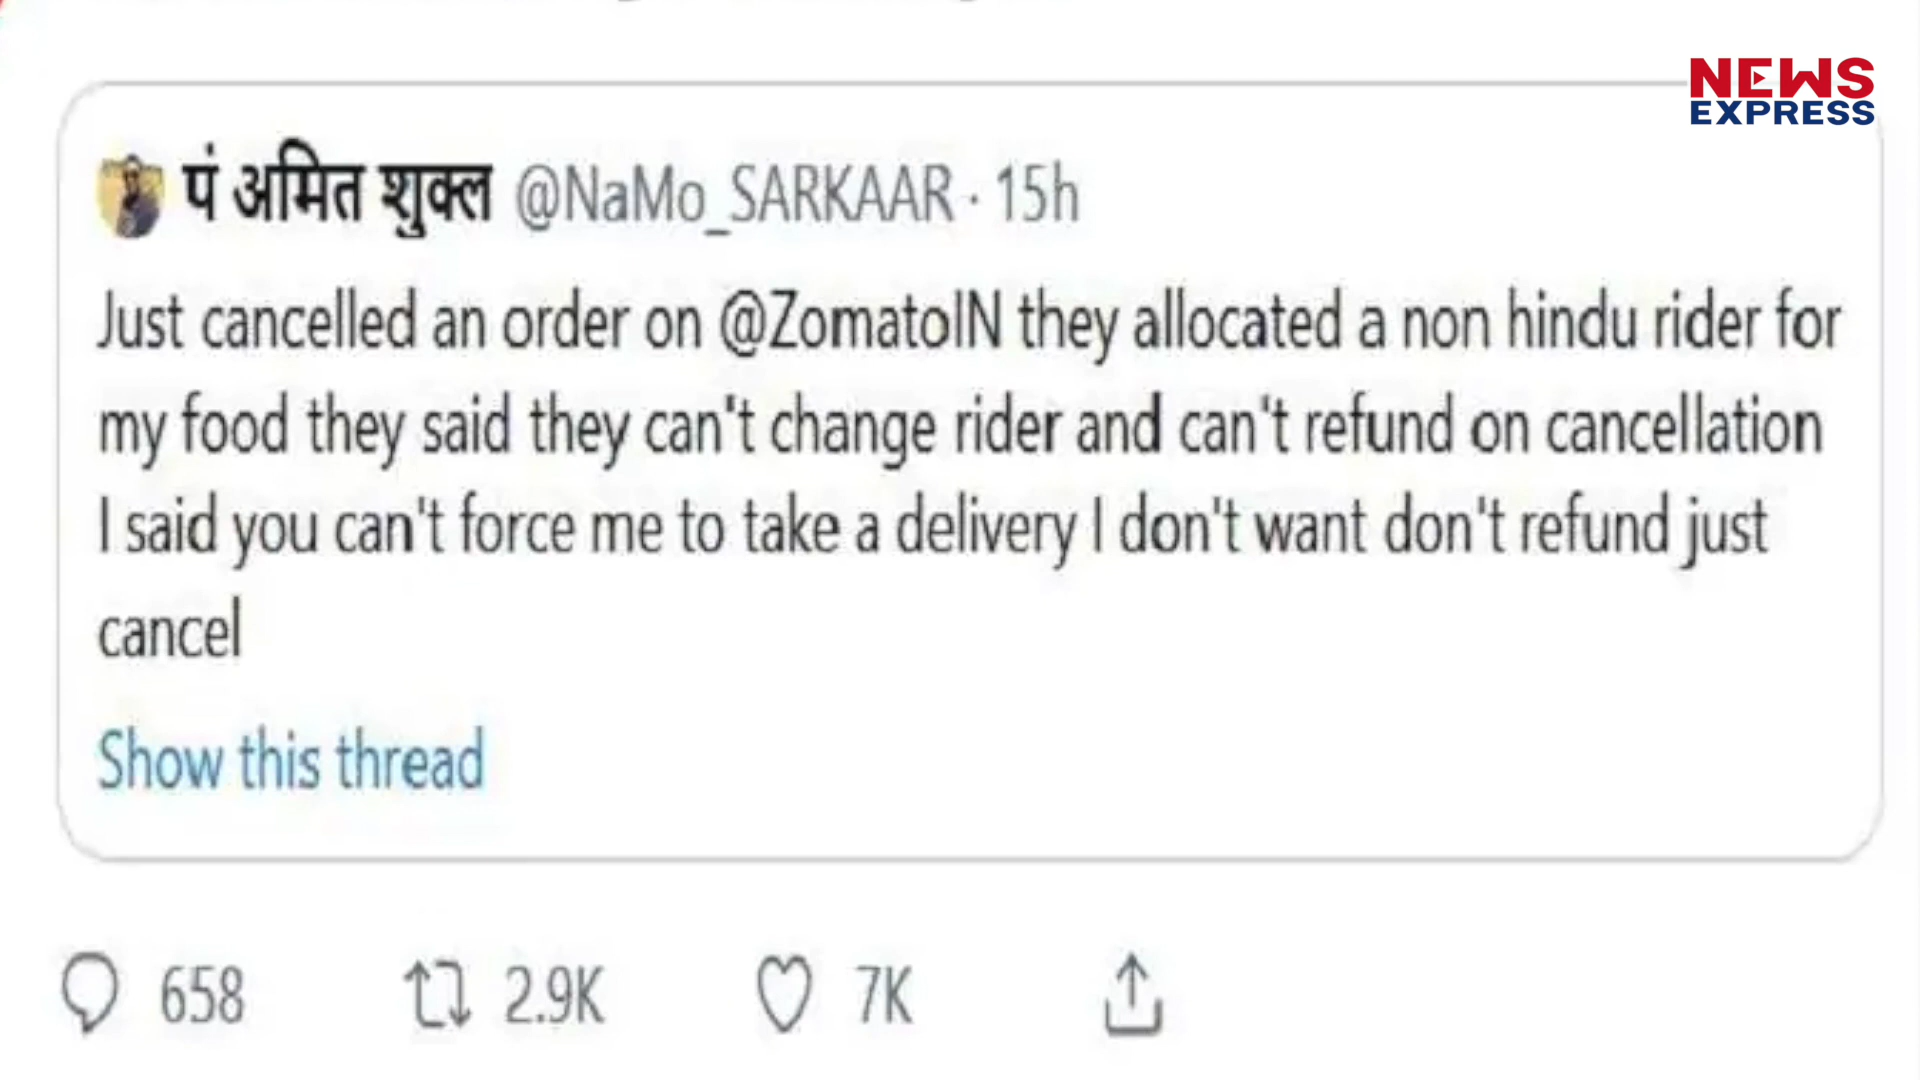 NEWS
EXPRESS
पं अमित शुक्ल @NaMo_SARKAAR · 15h
Just cancelled an order on @ZomatoIN they allocated a non hindu rider for
my food they said they can't change rider and can't refund on cancellation
I said you can't force me to take a delivery I don't want don't refund just
cancel
Show this thread
658 2.9K 7K